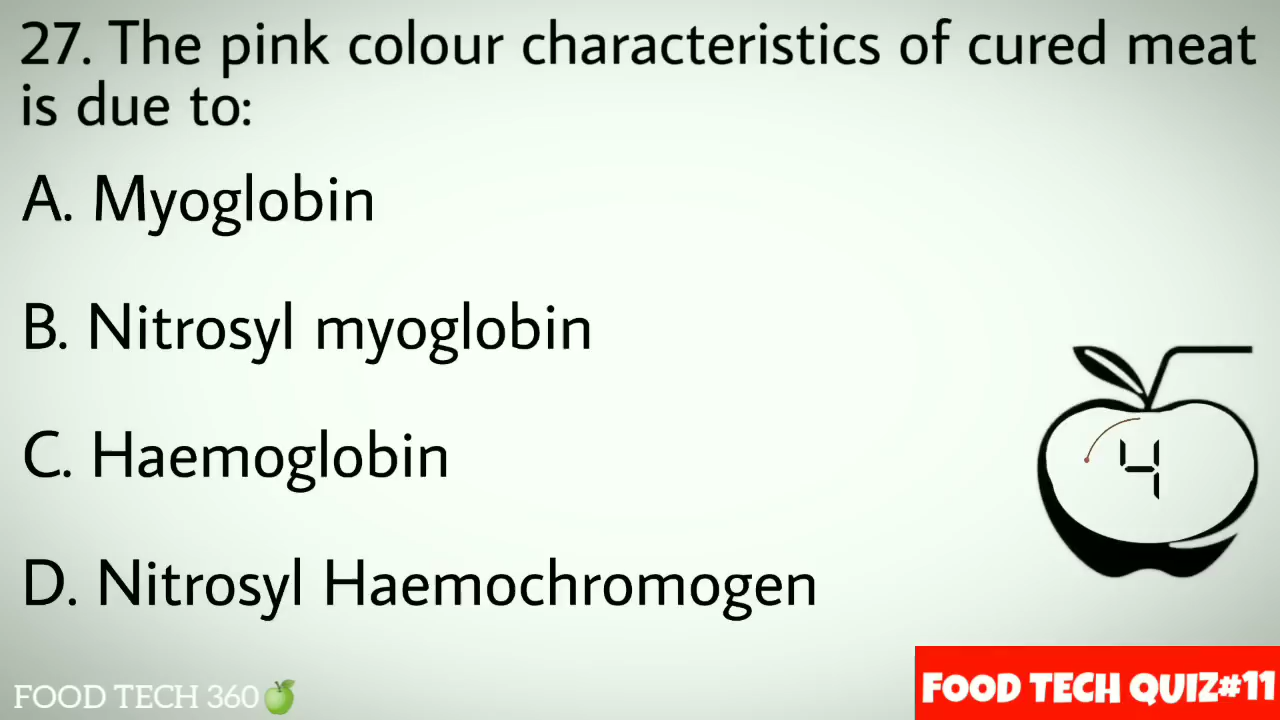 27. The pink colour characteristics of cured meat
is due to:
A. Myoglobin
B. Nitrosyl myoglobin
C. Haemoglobin
4
D. Nitrosyl Haemochromogen
FOOD TECH 360
FOOD TECH QUIZ#11